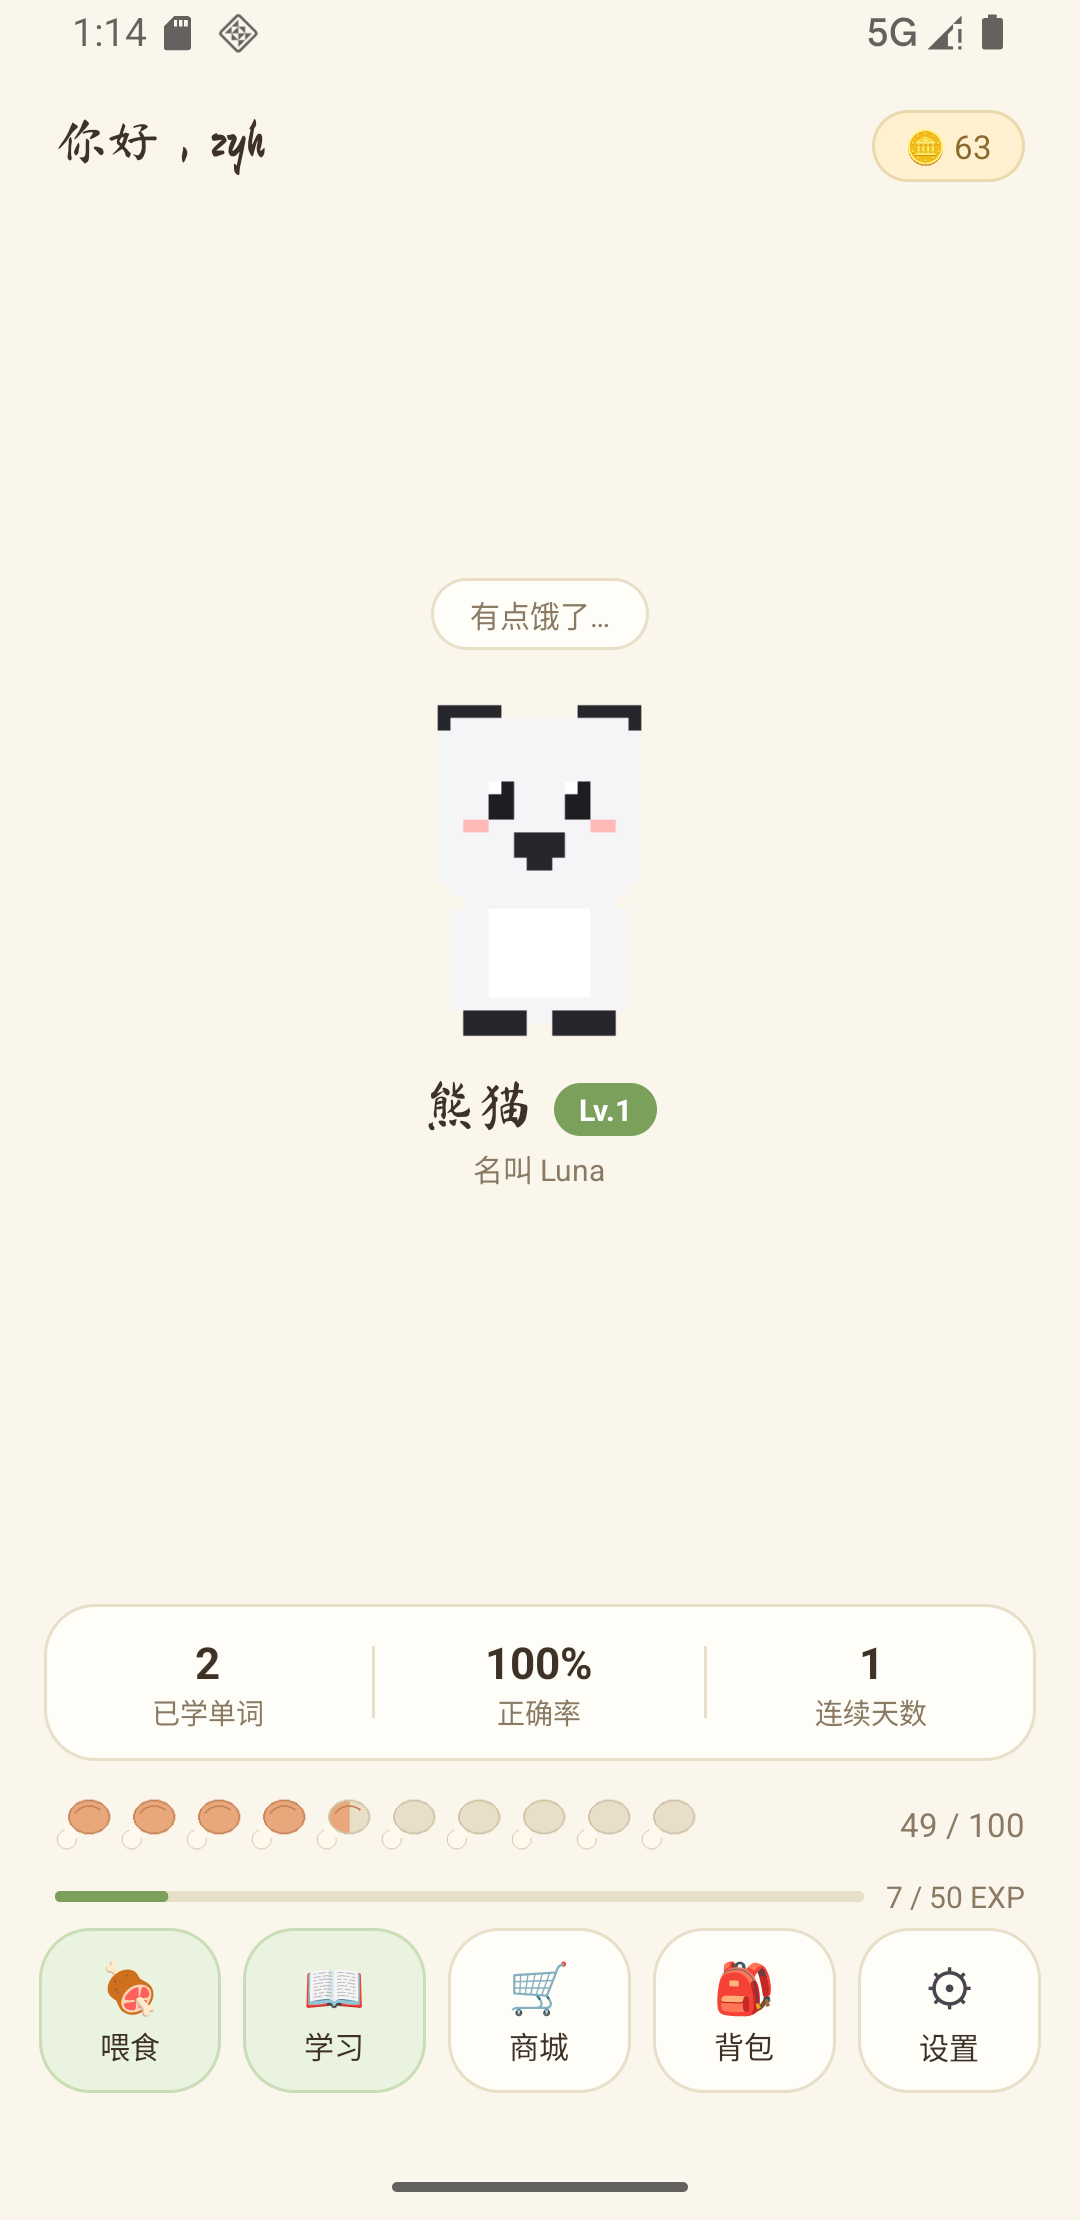 1:14
5G
你好，zyh
63
有点饿了...
熊猫 Lv.1
名叫 Luna
2 100% 1
已学单词 正确率 连续天数
49 / 100
7 / 50 EXP
喂食 学习 商城 背包 设置